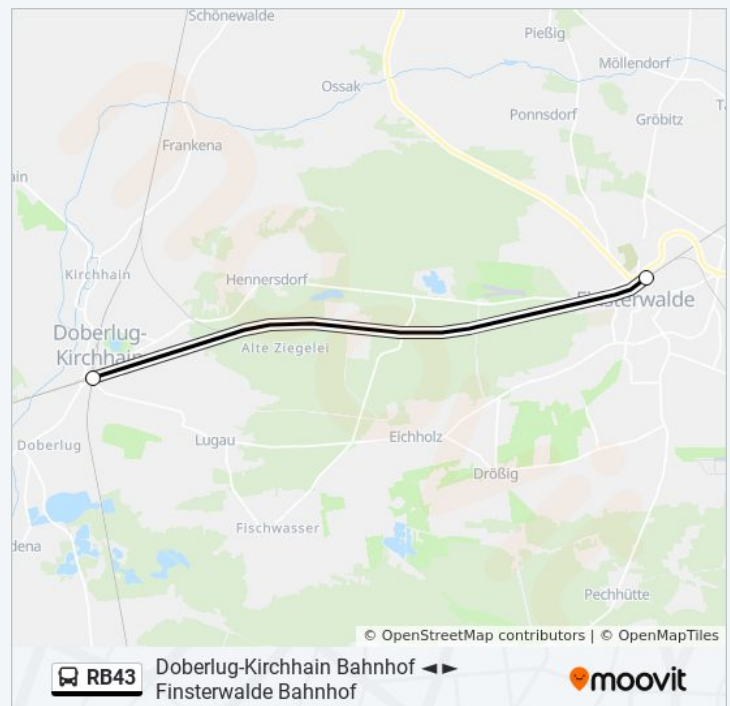 Schönewalde
Pießig
Möllendorf
Ossak
Ponnsdorf
Gröbitz
Frankena
Kirchhain
Hennersdorf
Finsterwalde
Doberlug-
Kirchhain
Alte Ziegelei
Lugau
Eichholz
Doberlug
Drößig
Fischwasser
Pechhütte
© OpenStreetMap contributors | © OpenMapTiles
RB43
Doberlug-Kirchhain Bahnhof ◄►
Finsterwalde Bahnhof
moovit